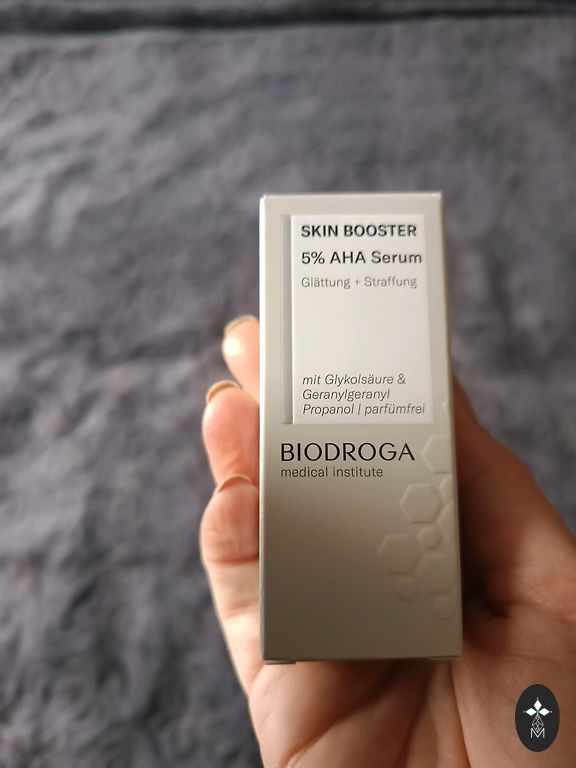 SKIN BOOSTER
5% AHA Serum
Glättung + Straffung
mit Glykolsäure &
Geranylgeranyl
Propanol | parfümfrei
BIODROGA
medical institute